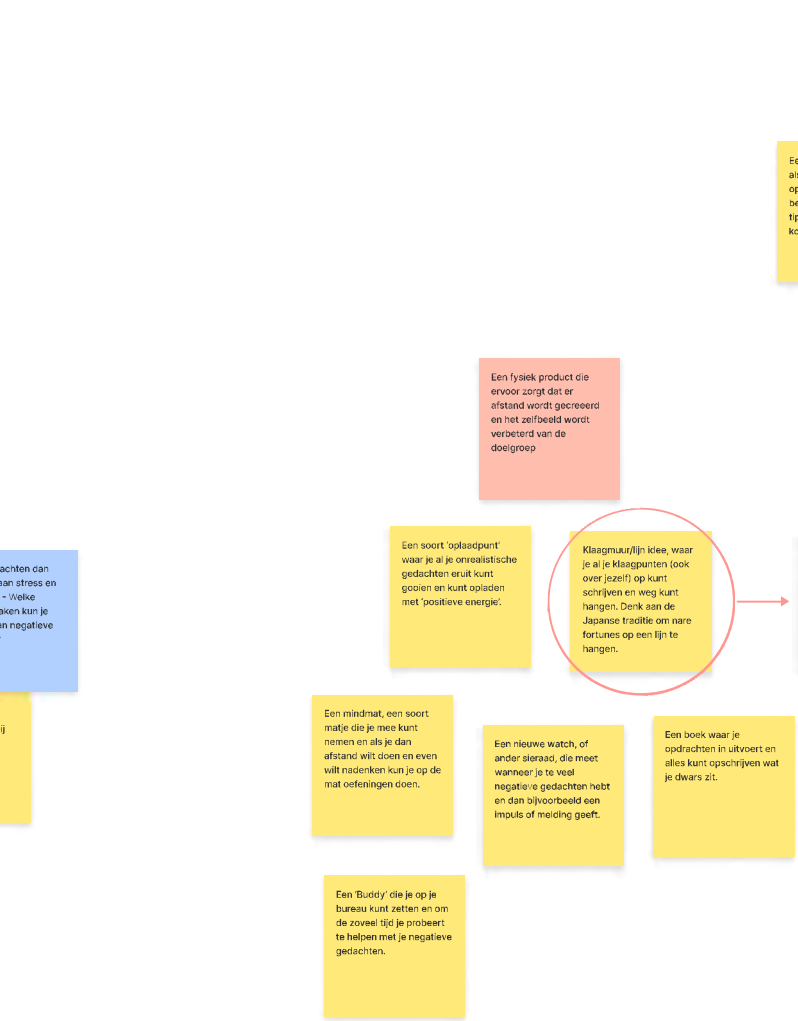 Een fysiek product die
ervoor zorgt dat er
afstand wordt gecreeerd
en het zelfbeeld wordt
verbeterd van de
doelgroep
Een soort 'oplaadpunt'
waar je al je onrealistische
gedachten eruit kunt
gooien en kunt opladen
met 'positieve energie'.
Klaagmuur/lijn idee, waar
je al je klaagpunten (ook
over jezelf) op kunt
schrijven en weg kunt
hangen. Denk aan de
Japanse traditie om nare
fortunes op een lijn te
hangen.
dan
stress en
- Welke
kun je
negatieve
Een mindmat, een soort
matje die je mee kunt
nemen en als je dan
afstand wilt doen en even
wilt nadenken kun je op de
mat oefeningen doen.
Een nieuwe watch, of
ander sieraad, die meet
wanneer je te veel
negatieve gedachten hebt
en dan bijvoorbeeld een
impuls of melding geeft.
Een boek waar je
opdrachten in uitvoert en
alles kunt opschrijven wat
je dwars zit.
Een 'Buddy' die je op je
bureau kunt zetten en om
de zoveel tijd je probeert
te helpen met je negatieve
gedachten.